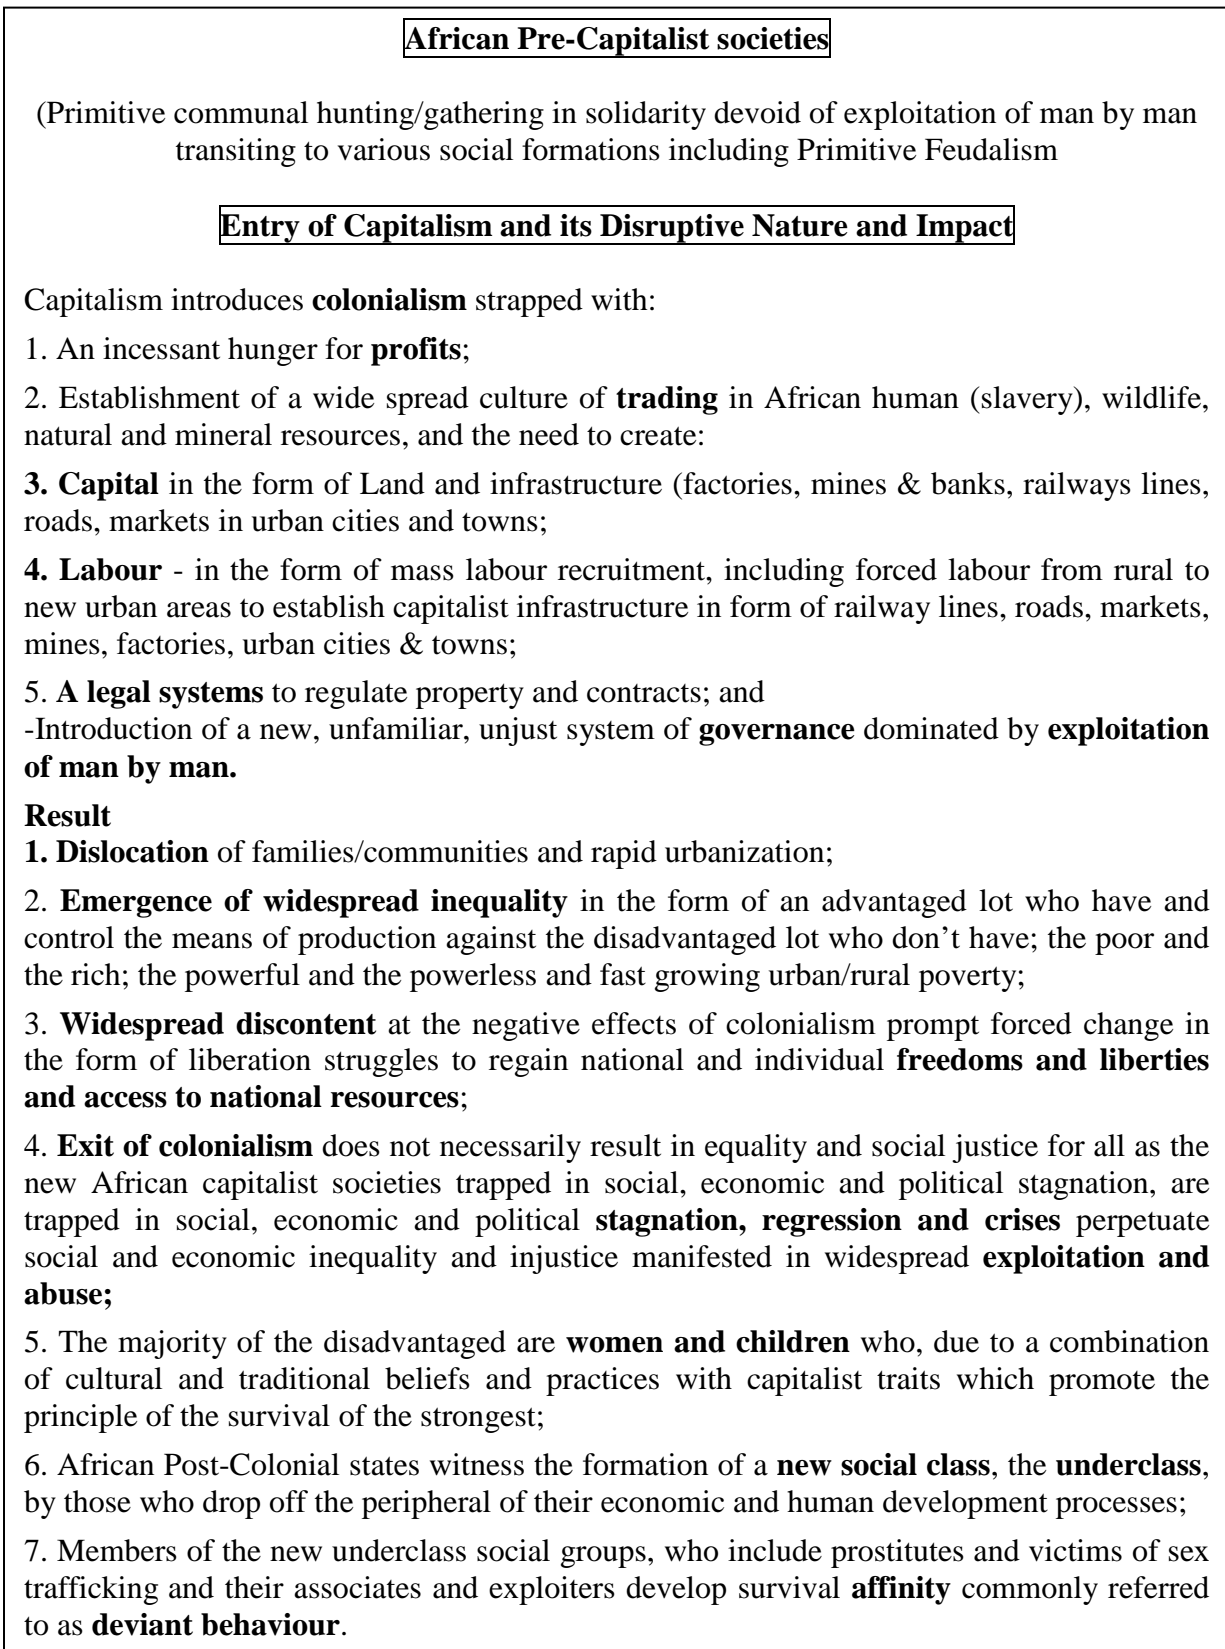 African Pre-Capitalist societies
(Primitive communal hunting/gathering in solidarity devoid of exploitation of man by man
transiting to various social formations including Primitive Feudalism
Entry of Capitalism and its Disruptive Nature and Impact
Capitalism introduces colonialism strapped with:
1. An incessant hunger for profits;
2. Establishment of a wide spread culture of trading in African human (slavery), wildlife,
natural and mineral resources, and the need to create:
3. Capital in the form of Land and infrastructure (factories, mines & banks, railways lines,
roads, markets in urban cities and towns;
4. Labour - in the form of mass labour recruitment, including forced labour from rural to
new urban areas to establish capitalist infrastructure in form of railway lines, roads, markets,
mines, factories, urban cities & towns;
5. A legal systems to regulate property and contracts; and
-Introduction of a new, unfamiliar, unjust system of governance dominated by exploitation
of man by man.
Result
1. Dislocation of families/communities and rapid urbanization;
2. Emergence of widespread inequality in the form of an advantaged lot who have and
control the means of production against the disadvantaged lot who don't have; the poor and
the rich; the powerful and the powerless and fast growing urban/rural poverty;
3. Widespread discontent at the negative effects of colonialism prompt forced change in
the form of liberation struggles to regain national and individual freedoms and liberties
and access to national resources;
4. Exit of colonialism does not necessarily result in equality and social justice for all as the
new African capitalist societies trapped in social, economic and political stagnation, are
trapped in social, economic and political stagnation, regression and crises perpetuate
social and economic inequality and injustice manifested in widespread exploitation and
abuse;
5. The majority of the disadvantaged are women and children who, due to a combination
of cultural and traditional beliefs and practices with capitalist traits which promote the
principle of the survival of the strongest;
6. African Post-Colonial states witness the formation of a new social class, the underclass,
by those who drop off the peripheral of their economic and human development processes;
7. Members of the new underclass social groups, who include prostitutes and victims of sex
trafficking and their associates and exploiters develop survival affinity commonly referred
to as deviant behaviour.